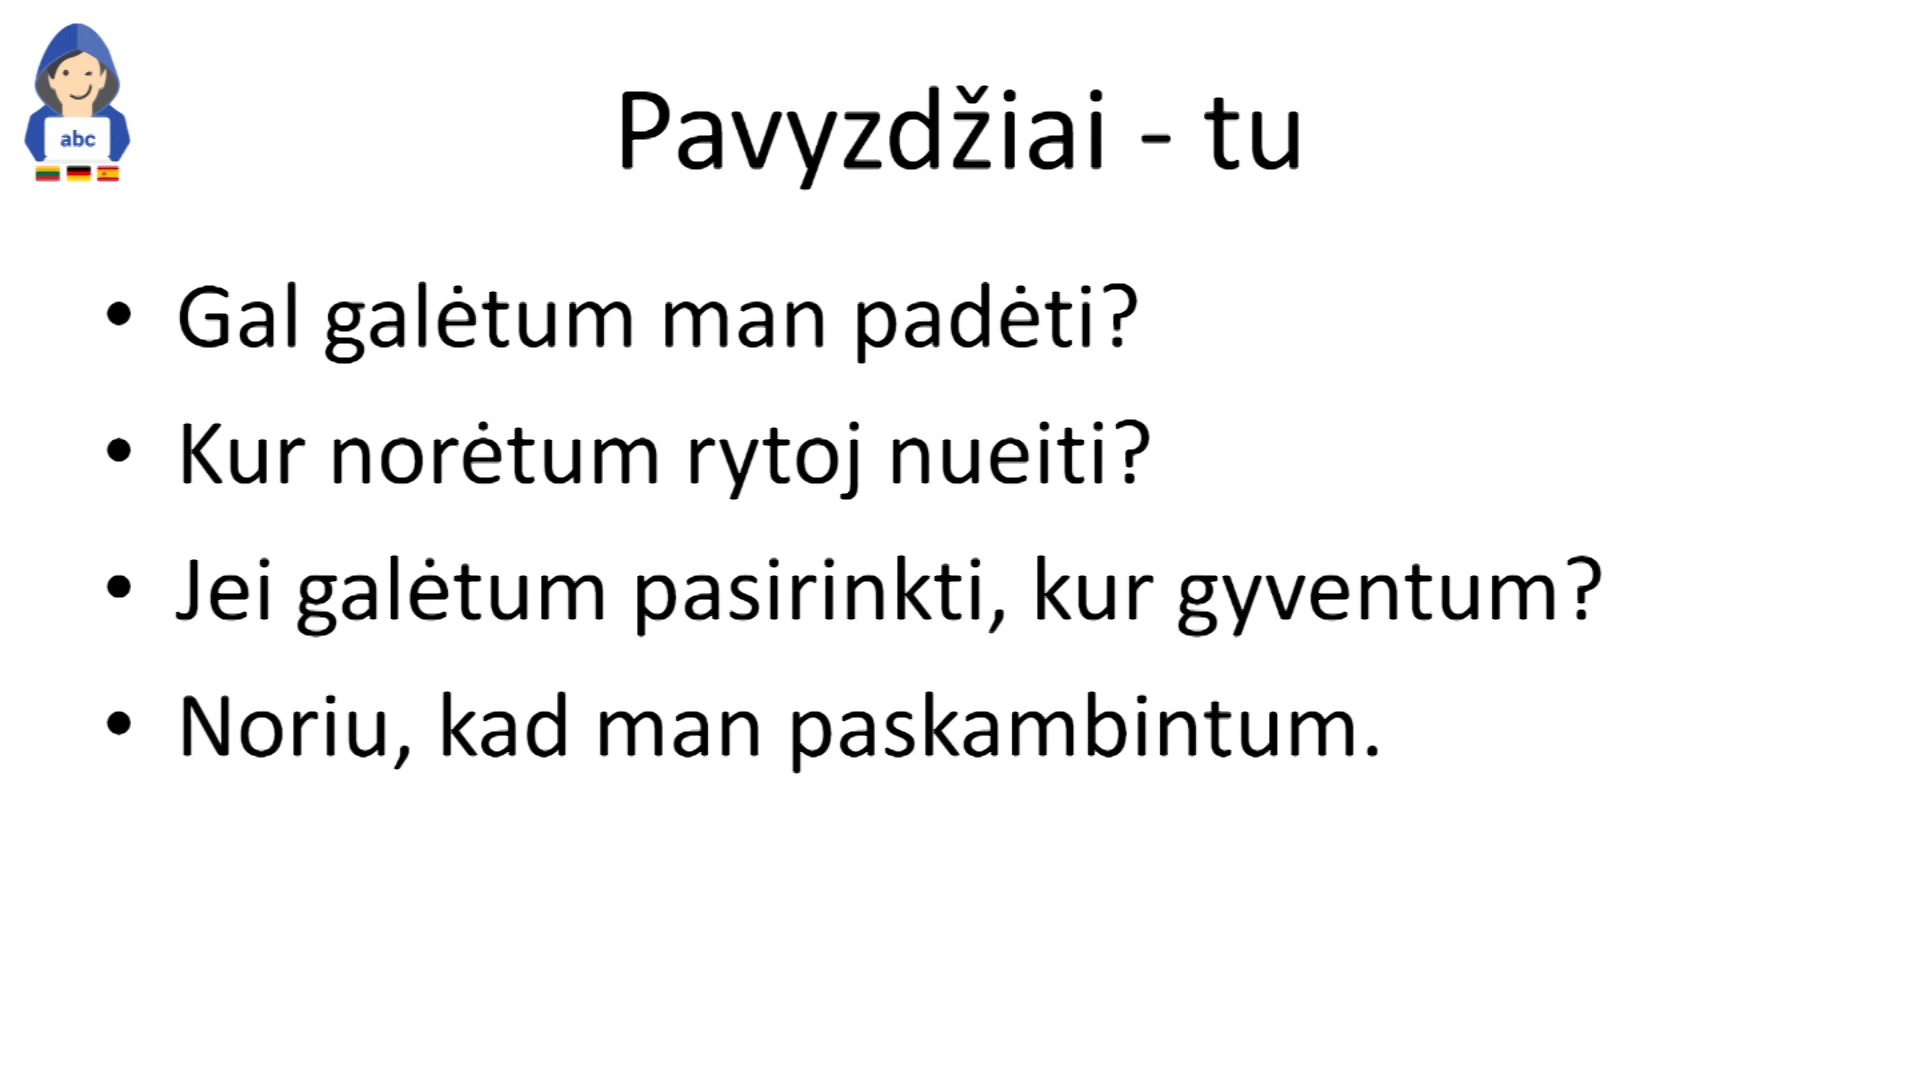 abc
Pavyzdžiai - tu
• Gal galėtum man padėti?
• Kur norėtum rytoj nueiti?
• Jei galėtum pasirinkti, kur gyventum?
• Noriu, kad man paskambintum.